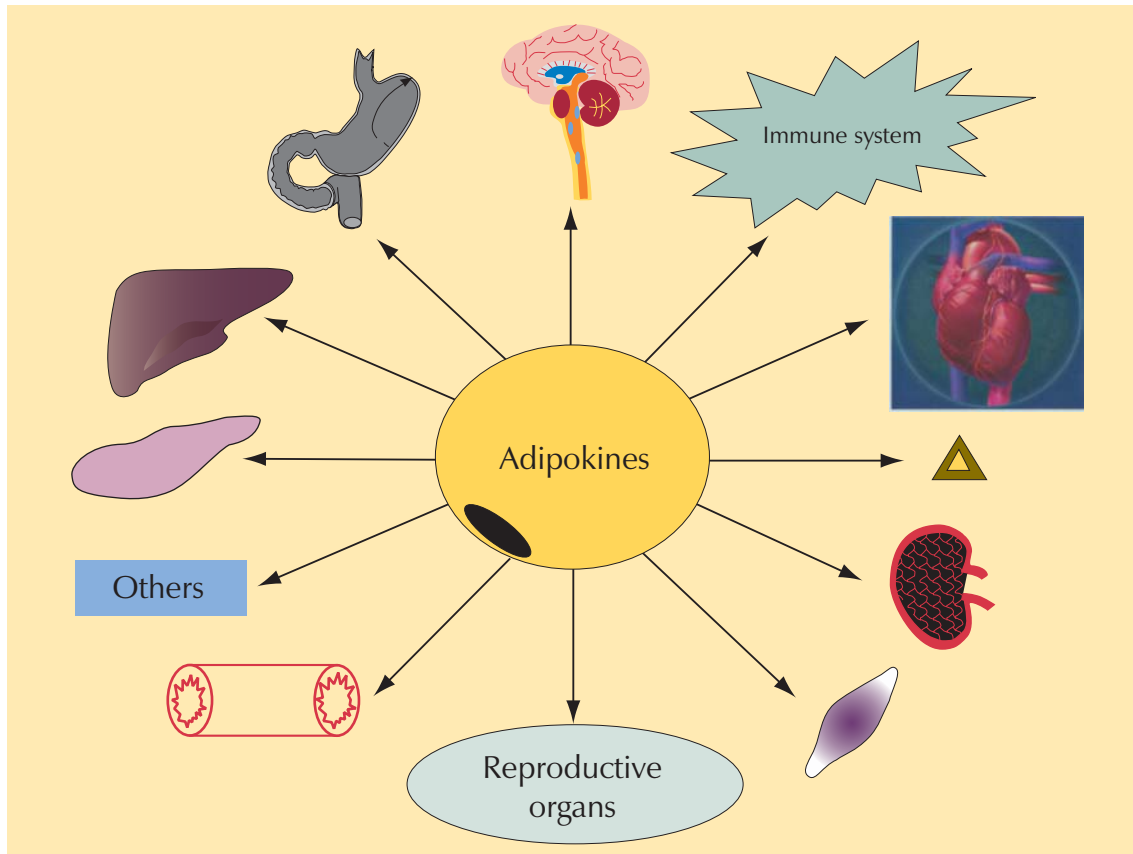 Immune system
Adipokines
Others
Reproductive
organs